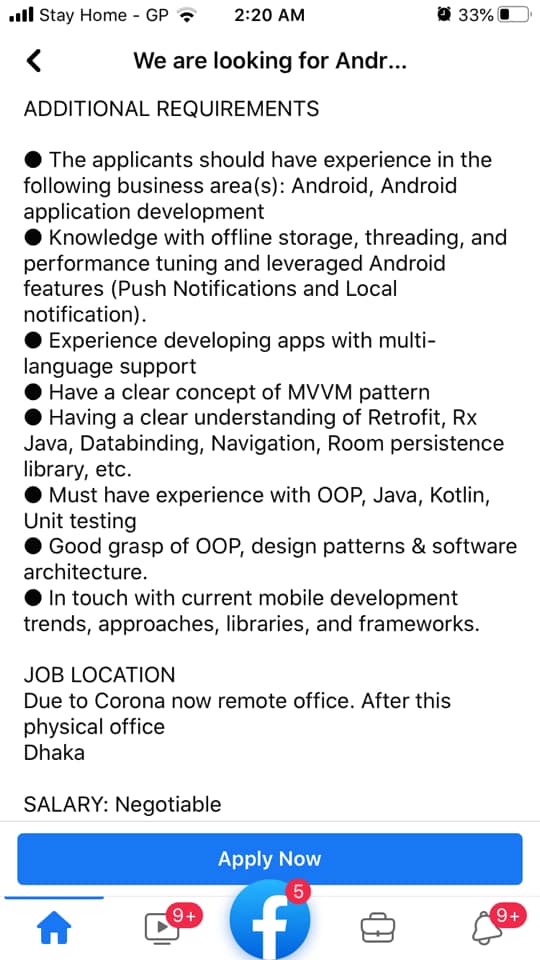 Stay Home - GP 2:20 AM 33%
We are looking for Andr...
ADDITIONAL REQUIREMENTS
● The applicants should have experience in the
following business area(s): Android, Android
application development
● Knowledge with offline storage, threading, and
performance tuning and leveraged Android
features (Push Notifications and Local
notification).
● Experience developing apps with multi-
language support
● Have a clear concept of MVVM pattern
● Having a clear understanding of Retrofit, Rx
Java, Databinding, Navigation, Room persistence
library, etc.
● Must have experience with OOP, Java, Kotlin,
Unit testing
● Good grasp of OOP, design patterns & software
architecture.
● In touch with current mobile development
trends, approaches, libraries, and frameworks.
JOB LOCATION
Due to Corona now remote office. After this
physical office
Dhaka
SALARY: Negotiable
Apply Now
9+ 5 9+